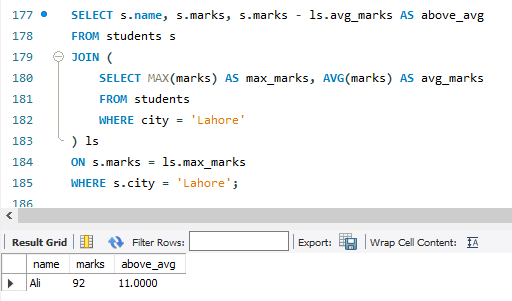 177 SELECT s.name, s.marks, s.marks - ls.avg_marks AS above_avg
178 FROM students s
179 JOIN (
180 SELECT MAX(marks) AS max_marks, AVG(marks) AS avg_marks
181 FROM students
182 WHERE city = 'Lahore'
183 ) ls
184 ON s.marks = ls.max_marks
185 WHERE s.city = 'Lahore';
186
Result Grid Filter Rows: Export: Wrap Cell Content: IA
name marks above_avg
Ali 92 11.0000